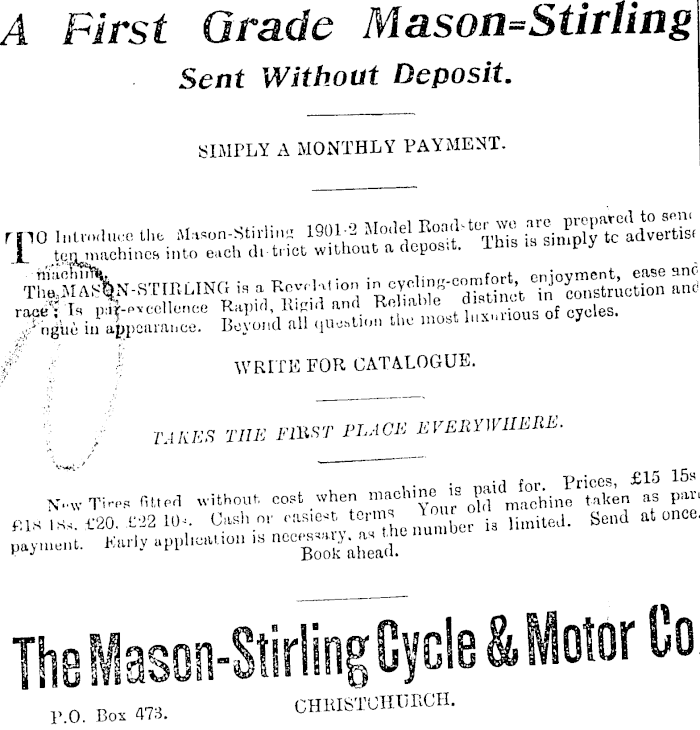 A First Grade Mason=Stirling
Sent Without Deposit.
SIMPLY A MONTHLY PAYMENT.
TO Introduce the Mason-Stirling 1901-2 Model Road-ter we are prepared to send
ten machines into each di trict without a deposit. This is simply to advertise
machine.
The MASON-STIRLING is a Revelation in cycling-comfort, enjoyment, ease and
race; Is par-excellence Rapid, Rigid and Reliable distinct in construction and
in appearance. Beyond all question the most luxurious of cycles.
WRITE FOR CATALOGUE.
TAKES THE FIRST PLACE EVERYWHERE.
New Tires fitted without cost when machine is paid for. Prices, £15 15s
£18 18s, £20, £22 10s. Cash or easiest terms Your old machine taken as par
payment. Early application is necessary, as the number is limited. Send at once.
Book ahead.
The Mason-Stirling Cycle & Motor Co
P.O. Box 473. CHRISTCHURCH.